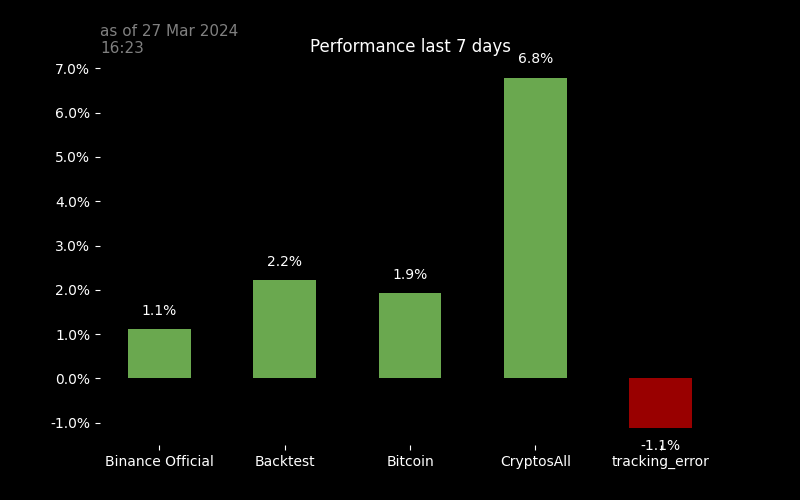 as of 27 Mar 2024
16:23
Performance last 7 days
7.0%
6.0%
5.0%
4.0%
3.0%
2.0%
1.0%
0.0%
-1.0%
1.1%
2.2%
1.9%
6.8%
-1.1%
Binance Official
Backtest
Bitcoin
CryptosAll
tracking_error